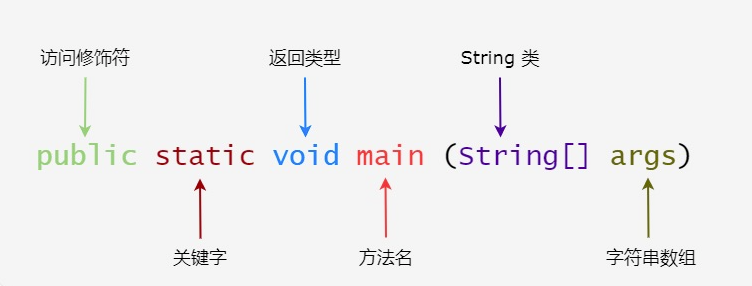 访问修饰符 返回类型 String 类
public static void main (String[] args)
关键字 方法名 字符串数组